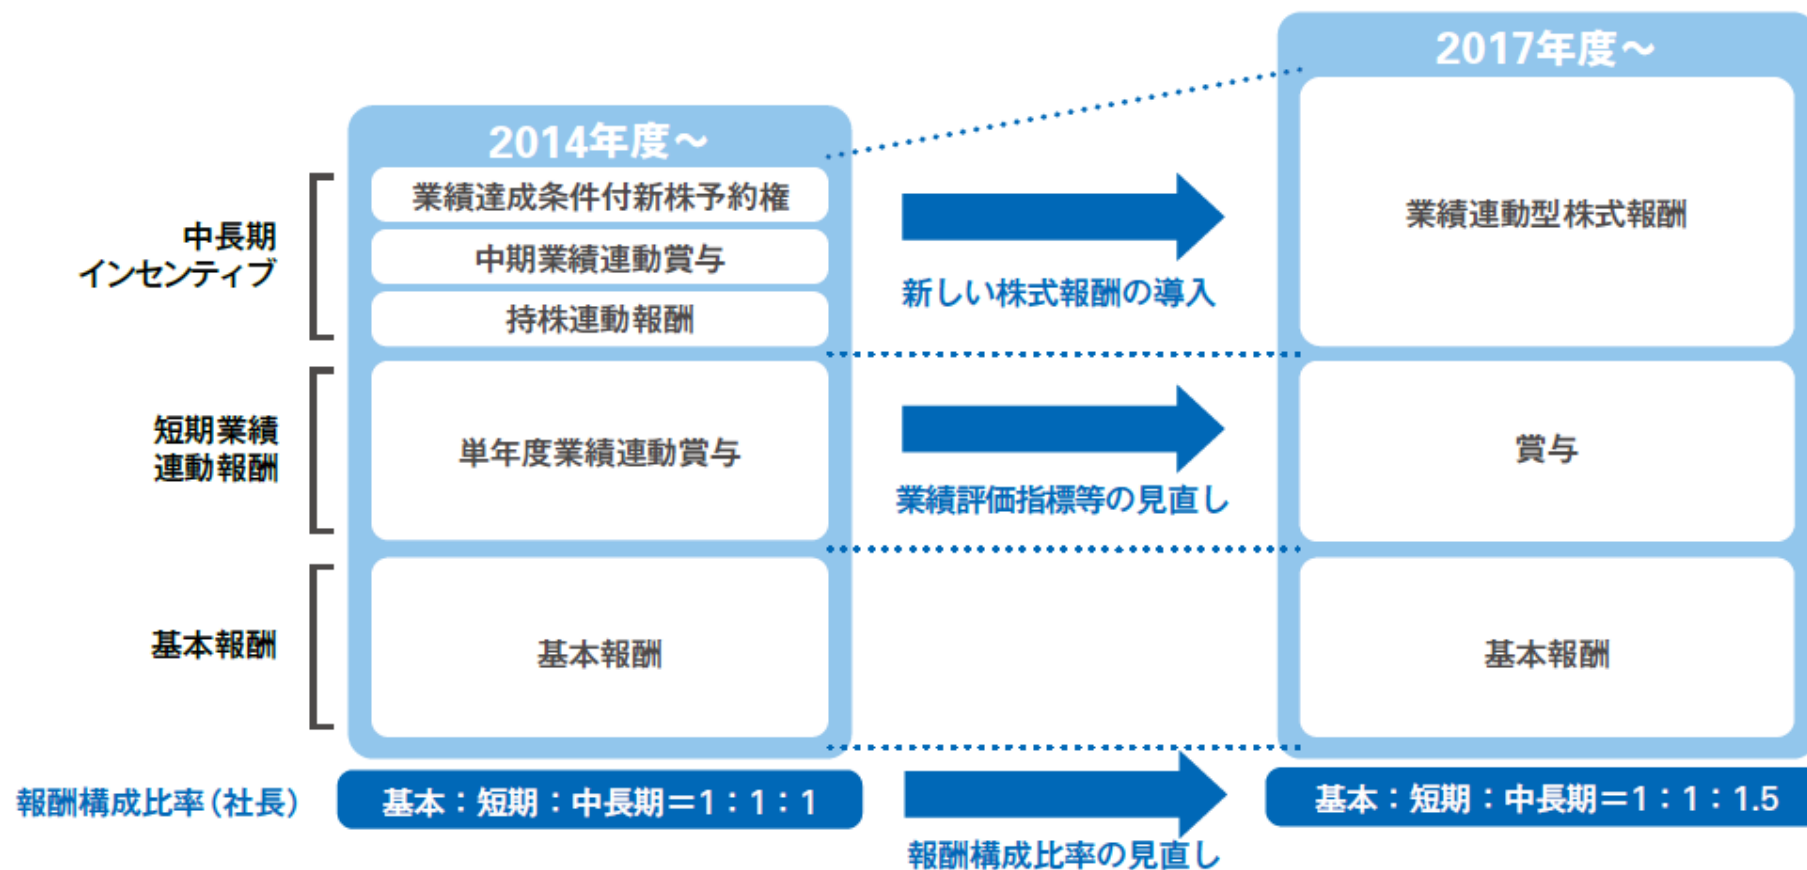 2017年度～
2014年度～
中長期
インセンティブ
業績達成条件付新株予約権
中期業績連動賞与
持株連動報酬
新しい株式報酬の導入
業績連動型株式報酬
短期業績
連動報酬
単年度業績連動賞与
業績評価指標等の見直し
賞与
基本報酬
基本報酬
基本報酬
報酬構成比率（社長）
基本：短期：中長期＝1：1：1
報酬構成比率の見直し
基本：短期：中長期＝1：1：1.5